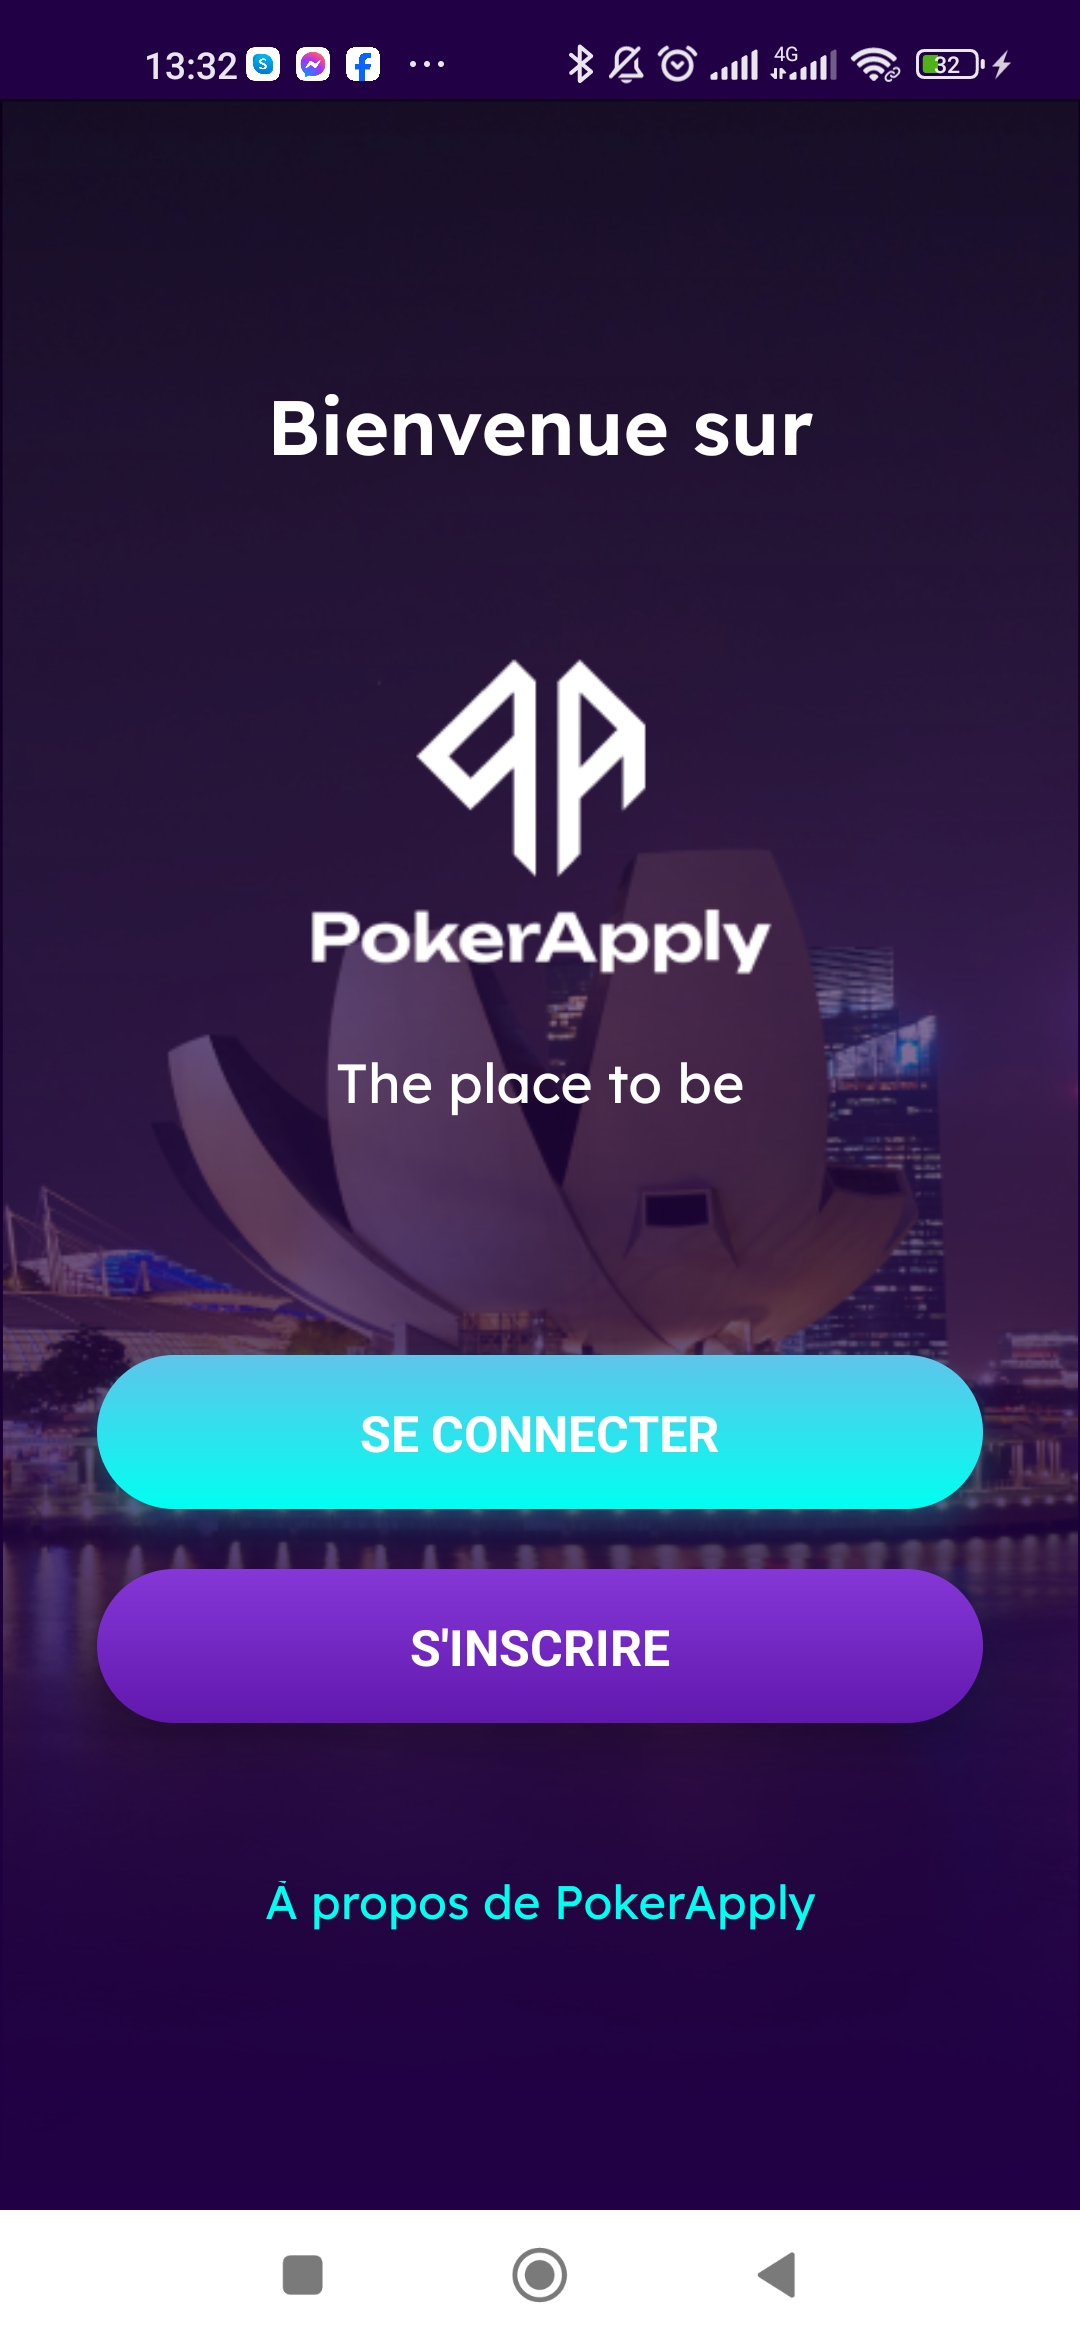 13:32 4G 32
Bienvenue sur
PokerApply
The place to be
SE CONNECTER
S'INSCRIRE
À propos de PokerApply